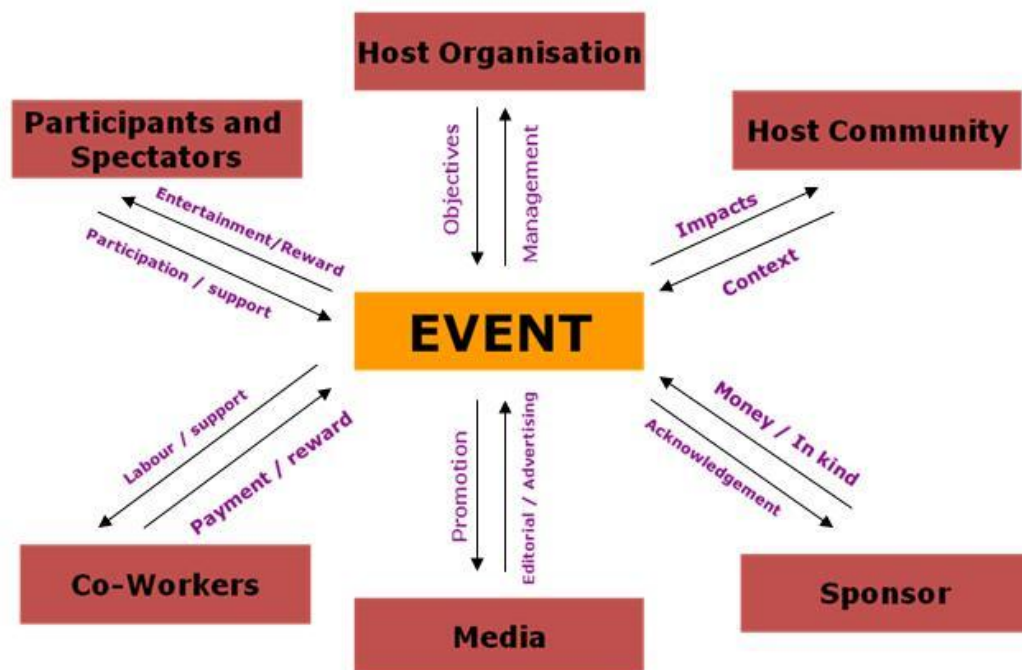 Host Organisation
Participants and
Spectators
Host Community
Objectives
Management
Entertainment/Reward
Participation / support
Impacts
Context
EVENT
Labour / support
Payment / reward
Promotion
Editorial / Advertising
Money / In kind
Acknowledgement
Co-Workers
Media
Sponsor